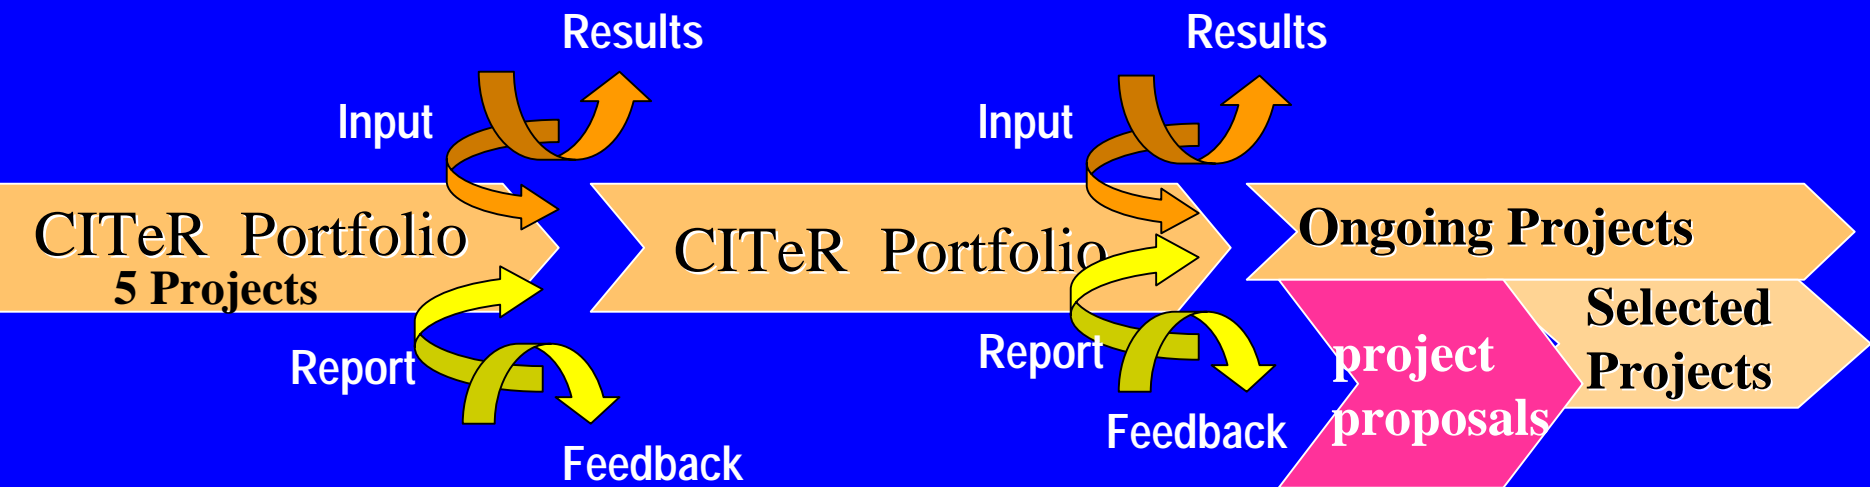 Results
Results
Input
Input
CITeR Portfolio
5 Projects
CITeR Portfolio
Ongoing Projects
Report
Feedback
Report
Feedback
project
proposals
Selected
Projects